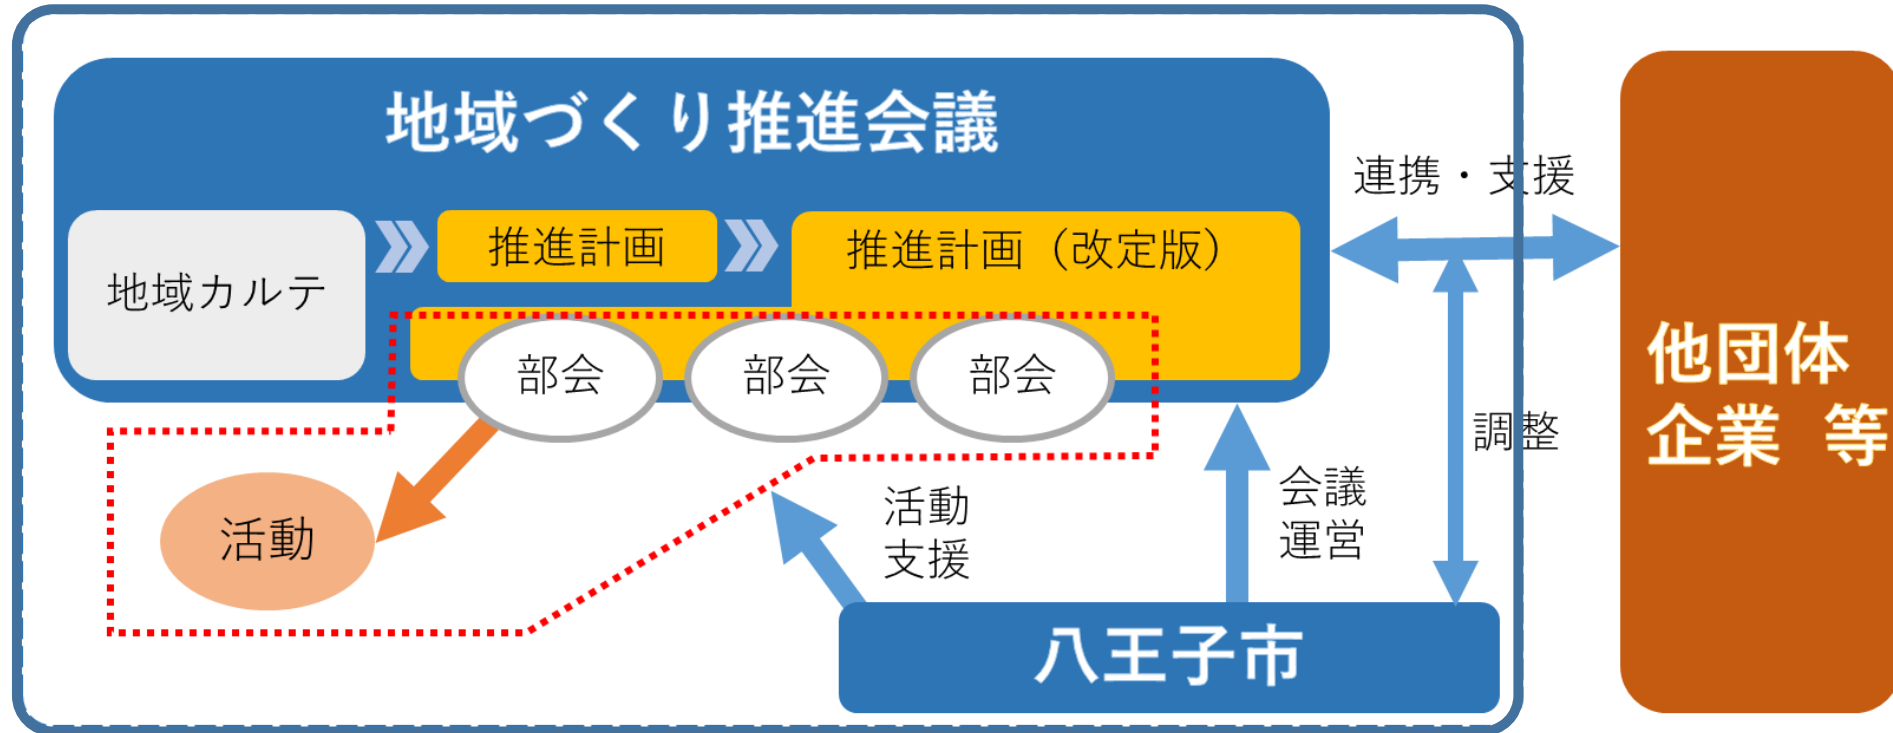 地域づくり推進会議
地域カルテ
推進計画
推進計画（改定版）
部会
部会
部会
活動
連携・支援
調整
活動
支援
会議
運営
八王子市
他団体
企業 等